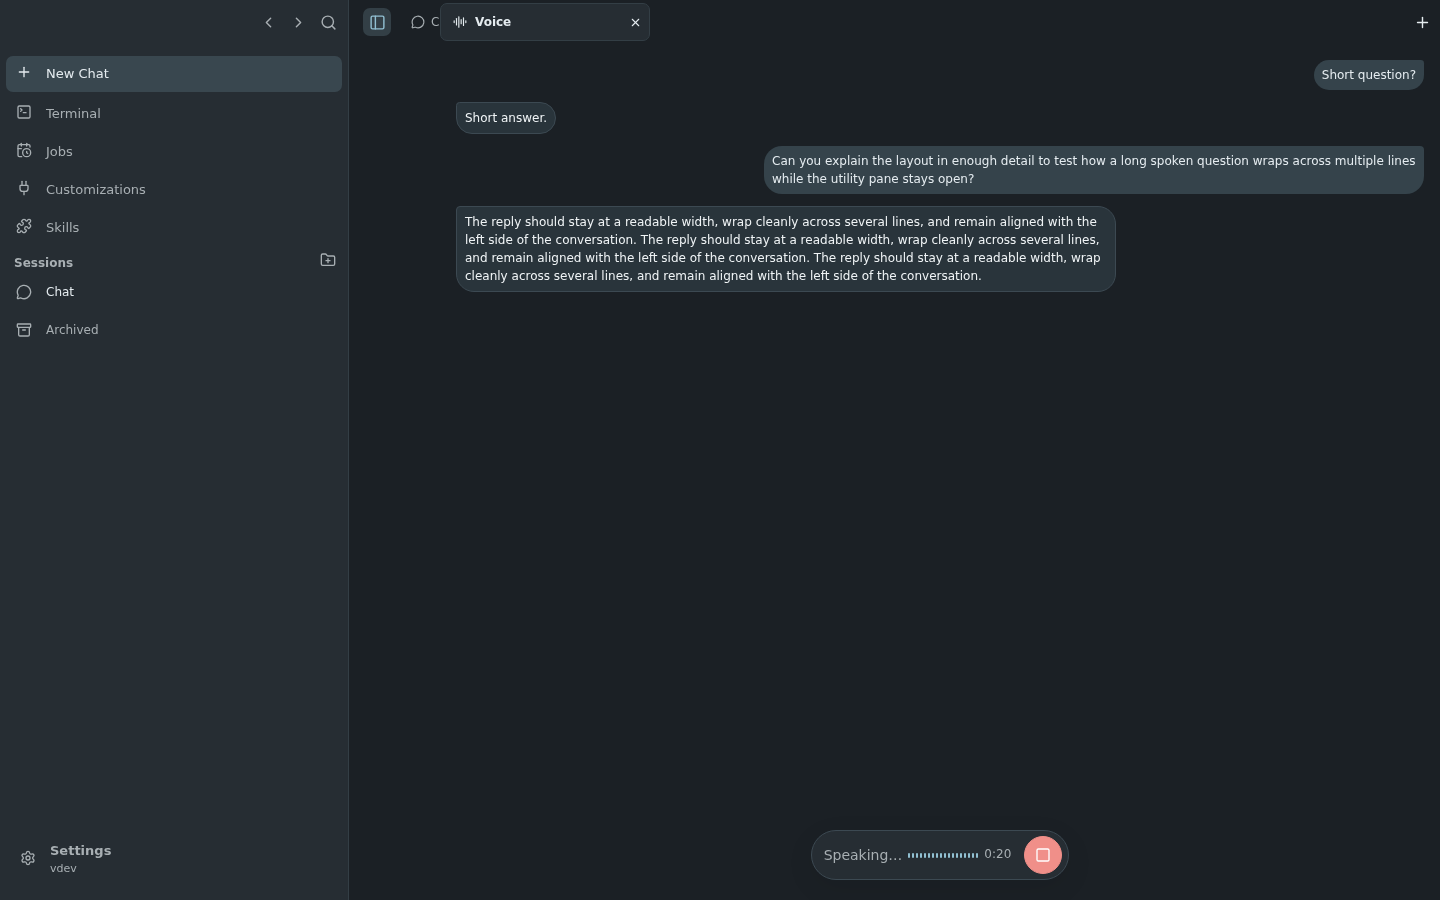 C
Voice
New Chat
Terminal
Jobs
Customizations
Skills
Sessions
Chat
Archived
Settings
vdev
Short question?
Short answer.
Can you explain the layout in enough detail to test how a long spoken question wraps across multiple lines
while the utility pane stays open?
The reply should stay at a readable width, wrap cleanly across several lines, and remain aligned with the
left side of the conversation. The reply should stay at a readable width, wrap cleanly across several lines,
and remain aligned with the left side of the conversation. The reply should stay at a readable width, wrap
cleanly across several lines, and remain aligned with the left side of the conversation.
Speaking... 0:20